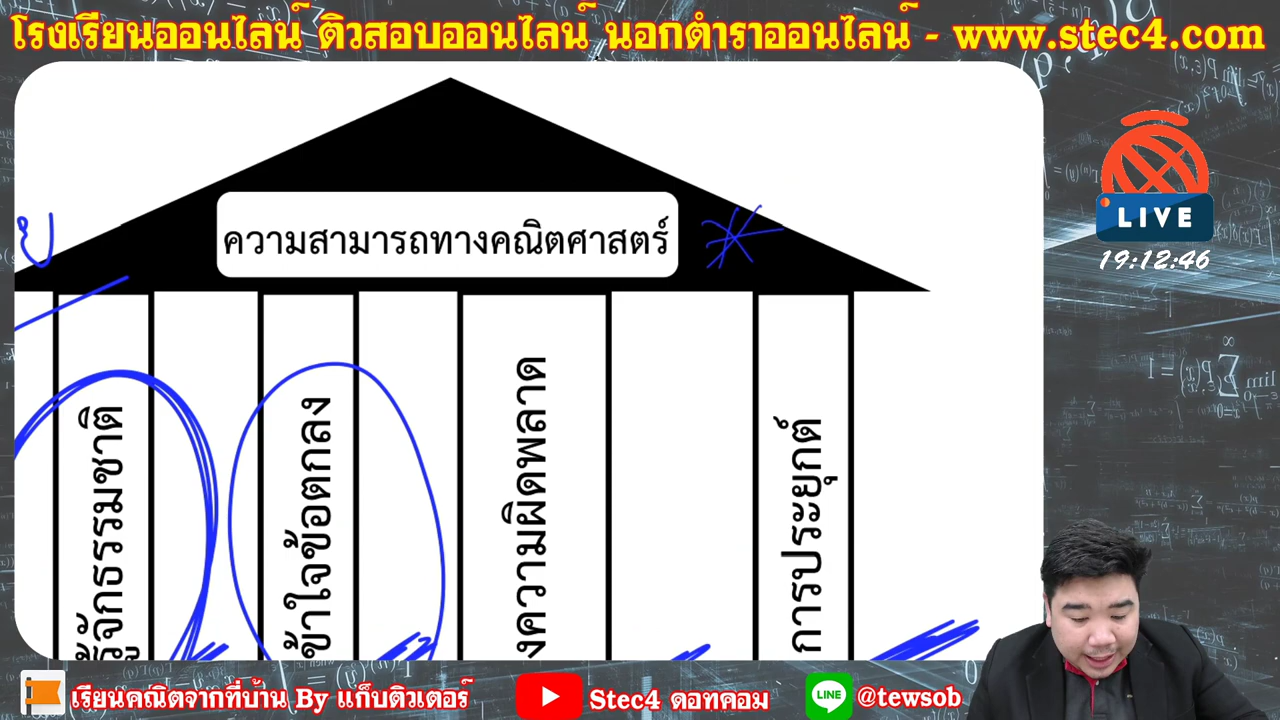 โรงเรียนออนไลน์ ติวสอบออนไลน์ นอกตำราออนไลน์ - www.stec4.com
ความสามารถทางคณิตศาสตร์
LIVE
19:12:46
รู้จักธรรมชาติ
ข้าใจข้อตกลง
งความผิดพลาด
การประยุกต์
เรียนคณิตจากที่บ้าน By แก็บติวเตอร์
Stec4 ดอทคอม
LINE
@tewsob